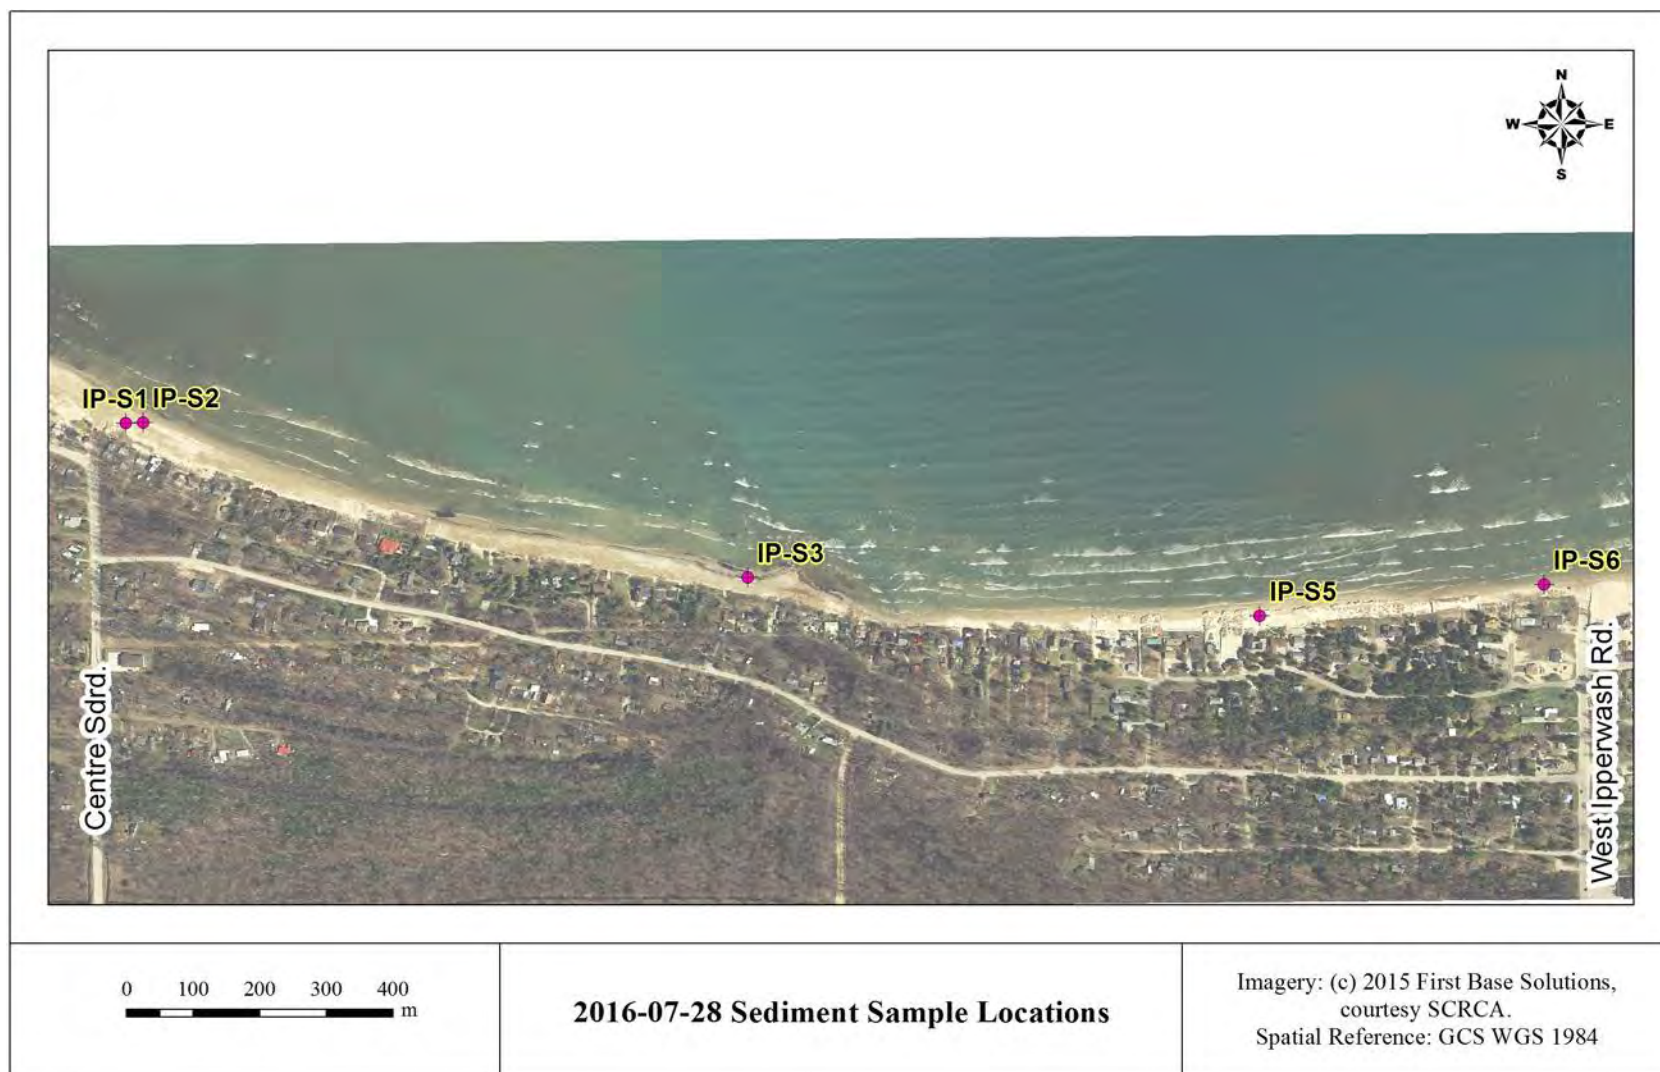 N
W E
S
IP-S1 IP-S2
IP-S3
IP-S5
IP-S6
Centre Sdrd.
West Ipperwash Rd.
0 100 200 300 400
m
2016-07-28 Sediment Sample Locations
Imagery: (c) 2015 First Base Solutions,
courtesy SCRCA.
Spatial Reference: GCS WGS 1984